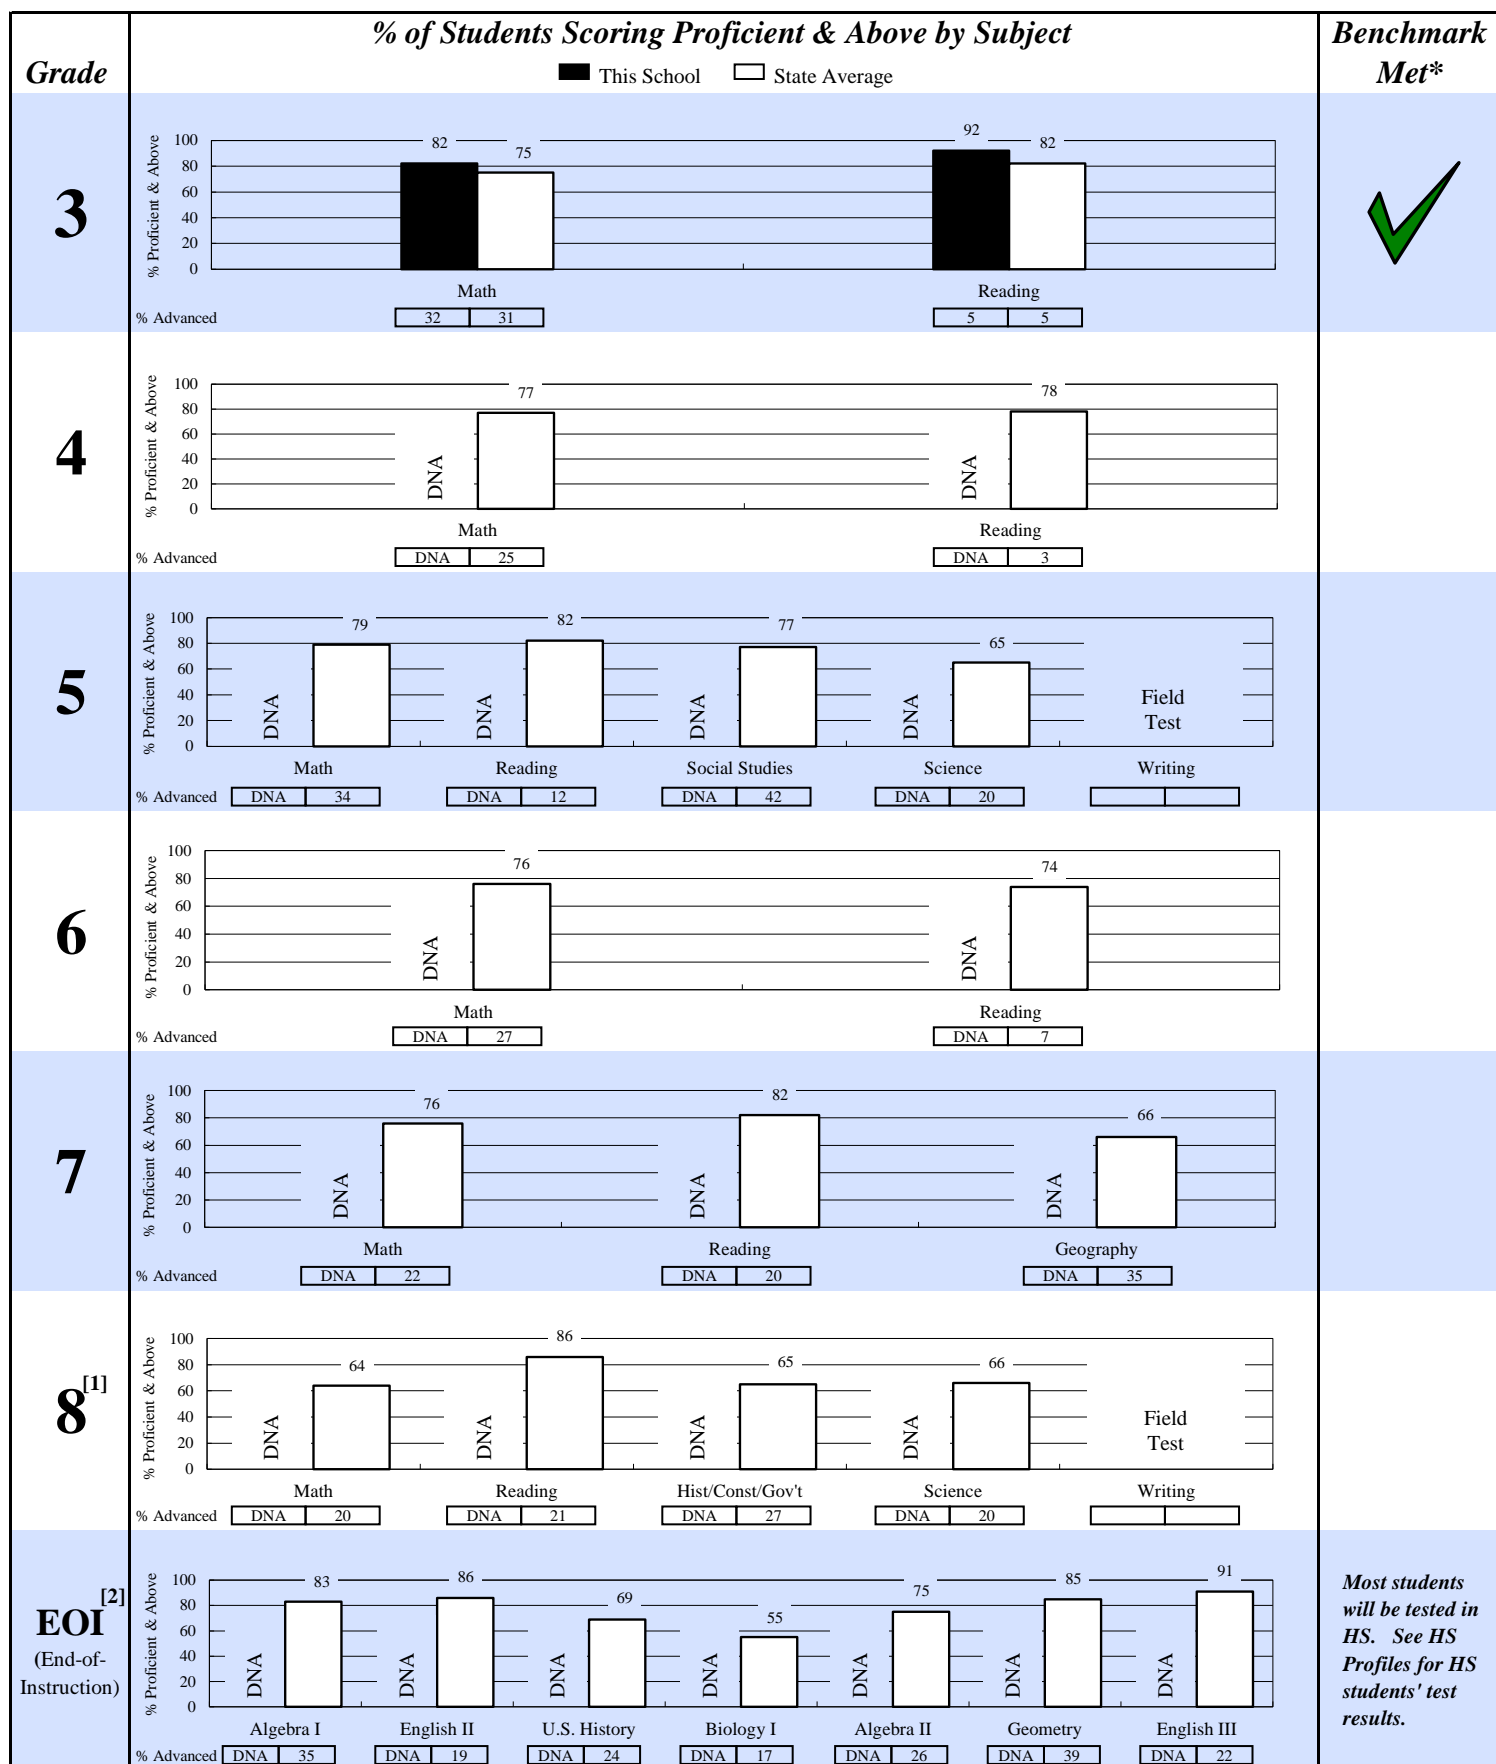 % of Students Scoring Proficient & Above by Subject
Benchmark
Met*
Grade
This School State Average
3
% Proficient & Above
100
80
60
40
20
0
82 75 92 82
Math Reading
% Advanced 32 31 5 5
4
% Proficient & Above
100
80
60
40
20
0
DNA 77 DNA 78
Math Reading
% Advanced DNA 25 DNA 3
5
% Proficient & Above
100
80
60
40
20
0
DNA 79 DNA 82 DNA 77 DNA 65
Field
Test
Math Reading Social Studies Science Writing
% Advanced DNA 34 DNA 12 DNA 42 DNA 20
6
% Proficient & Above
100
80
60
40
20
0
DNA 76 DNA 74
Math Reading
% Advanced DNA 27 DNA 7
7
% Proficient & Above
100
80
60
40
20
0
DNA 76 DNA 82 DNA 66
Math Reading Geography
% Advanced DNA 22 DNA 20 DNA 35
8[1]
% Proficient & Above
100
80
60
40
20
0
DNA 64 DNA 86 DNA 65 DNA 66
Field
Test
Math Reading Hist/Const/Gov't Science Writing
% Advanced DNA 20 DNA 21 DNA 27 DNA 20
EOI[2]
(End-of-
Instruction)
% Proficient & Above
100
80
60
40
20
0
DNA 83 DNA 86 DNA 69 DNA 55 DNA 75 DNA 85 DNA 91
Algebra I English II U.S. History Biology I Algebra II Geometry English III
% Advanced DNA 35 DNA 19 DNA 24 DNA 17 DNA 26 DNA 39 DNA 22
Most students
will be tested in
HS. See HS
Profiles for HS
students' test
results.